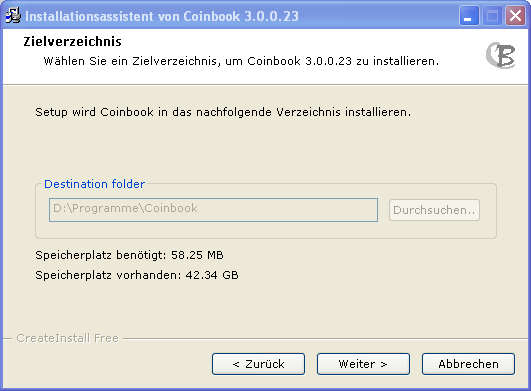 Installationsassistent von Coinbook 3.0.0.23
Zielverzeichnis
Wählen Sie ein Zielverzeichnis, um Coinbook 3.0.0.23 zu installieren.
CB
Setup wird Coinbook in das nachfolgende Verzeichnis installieren.
Destination folder
D:\Programme\Coinbook
Durchsuchen..
Speicherplatz benötigt: 58.25 MB
Speicherplatz vorhanden: 42.34 GB
CreateInstall Free
< Zurück
Weiter >
Abbrechen